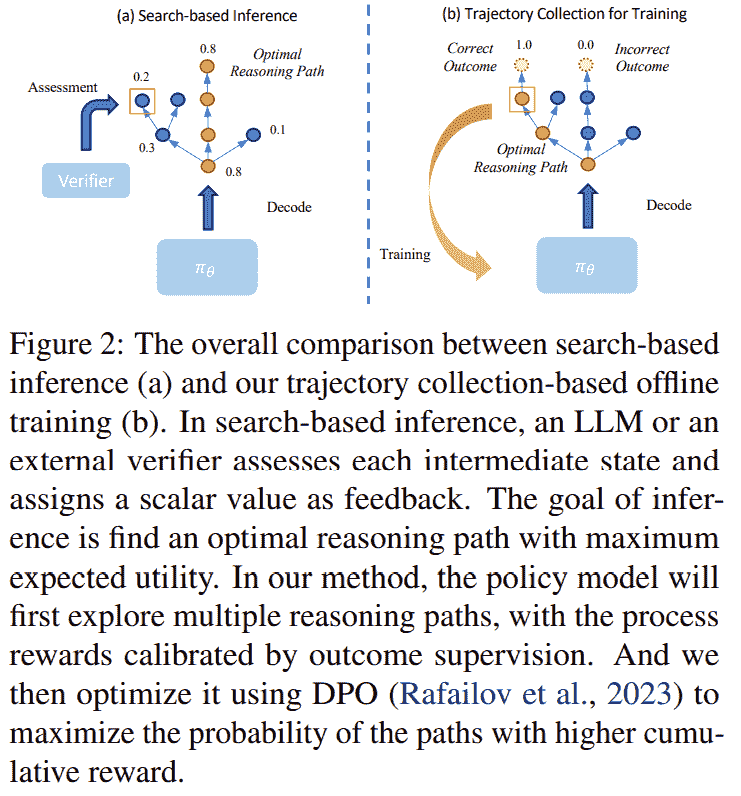 (a) Search-based Inference
0.8
Optimal
Reasoning Path
0.2
Assessment
0.3
0.1
0.8
Verifier
Decode
πθ
(b) Trajectory Collection for Training
Correct
Outcome
1.0
0.0
Incorrect
Outcome
Optimal
Reasoning Path
Decode
Training
πθ
Figure 2: The overall comparison between search-based
inference (a) and our trajectory collection-based offline
training (b). In search-based inference, an LLM or an
external verifier assesses each intermediate state and
assigns a scalar value as feedback. The goal of infer-
ence is find an optimal reasoning path with maximum
expected utility. In our method, the policy model will
first explore multiple reasoning paths, with the process
rewards calibrated by outcome supervision. And we
then optimize it using DPO (Rafailov et al., 2023) to
maximize the probability of the paths with higher cumu-
lative reward.